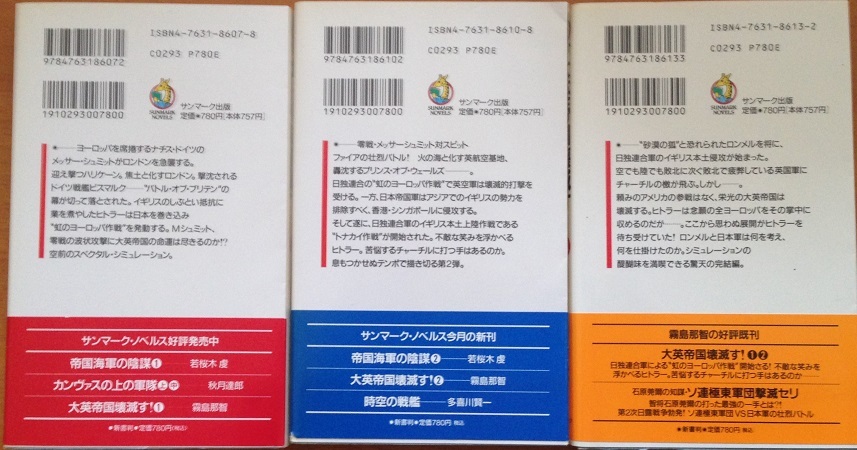 ISBN4-7631-8607-8
C0293 P780E
9784763186072
1910293007800
SUNMARK
NOVELS
サンマーク出版
定価●780円[本体757円]
●──ヨーロッパを席捲するナチス・ドイツの
メッサー・シュミットがロンドンを急襲する。
迎え撃つハリケーン。焦土と化すロンドン。撃沈される
ドイツ戦艦ビスマルク──“バトル・オブ・ブリテン”の
幕が切って落とされた。イギリスのしぶとい抵抗に
業を煮やしたヒトラーは日本を巻き込み
“虹のヨーロッパ作戦”を発動する。Mシュミット、
零戦の波状攻撃に大英帝国の命運は尽きるのか!?
空前のスペクタル・シミュレーション。
サンマーク・ノベルス好評発売中
帝国海軍の陰謀❶──若桜木 虔
カンヴァスの上の軍隊㊤㊥ 秋月達郎
大英帝国壊滅す!❶──霧島那智
●新書判●定価780円(税込)
ISBN4-7631-8610-8
C0293 P780E
9784763186102
1910293007800
SUNMARK
NOVELS
サンマーク出版
定価●780円[本体757円]
●──零戦・メッサーシュミット対スピット
ファイアの壮烈バトル! 火の海と化す英航空基地、
轟沈するプリンス・オブ・ウェールズ──。
日独連合の“虹のヨーロッパ作戦”で英空軍は壊滅的打撃を
受ける。一方、日本帝国軍はアジアでのイギリスの勢力を
排除すべく、香港・シンガポールに侵攻する。
そして遂に、日独連合軍のイギリス本土上陸作戦である
“トナカイ作戦”が開始された。不敵な笑みを浮かべる
ヒトラー。苦悩するチャーチルに打つ手はあるのか。
息もつかせぬテンポで描き切る第2弾。
サンマーク・ノベルス今月の新刊
帝国海軍の陰謀❷──若桜木 虔
大英帝国壊滅す!❷──霧島那智
時空の戦艦──多喜川賢一
●新書判●定価780円 税込
ISBN4-7631-8613-2
C0293 P780E
9784763186133
1910293007800
SUNMARK
NOVELS
サンマーク出版
定価●780円[本体757円]
●──“砂漠の狐”と恐れられたロンメルを将に、
日独連合軍のイギリス本土侵攻が始まった。
空でも陸でも敗北に次ぐ敗北で疲弊している英国軍に
チャーチルの檄が飛ぶ。しかし──。
頼みのアメリカの参戦はなく、栄光の大英帝国は
壊滅する。ヒトラーは念願の全ヨーロッパをその掌中に
収めるのだが──。ここから思わぬ展開がヒトラーを
待ち受けていた! ロンメルと日本軍は何を考え、
何を仕掛けたのか。シミュレーションの
醍醐味を満喫できる驚天の完結編。
霧島那智の好評既刊
大英帝国壊滅す!❶❷
日独連合軍による“虹のヨーロッパ作戦”開始さる! 不敵な笑みを
浮かべるヒトラー。苦悩するチャーチルに打つ手はあるのか──
石原莞爾の知謀・ソ連極東軍団撃滅セリ
智将石原莞爾の打った最強の一手とは?!
第2次日露戦争勃発! ソ連極東軍団VS日本軍の壮烈バトル
●新書判●定価780円 税込